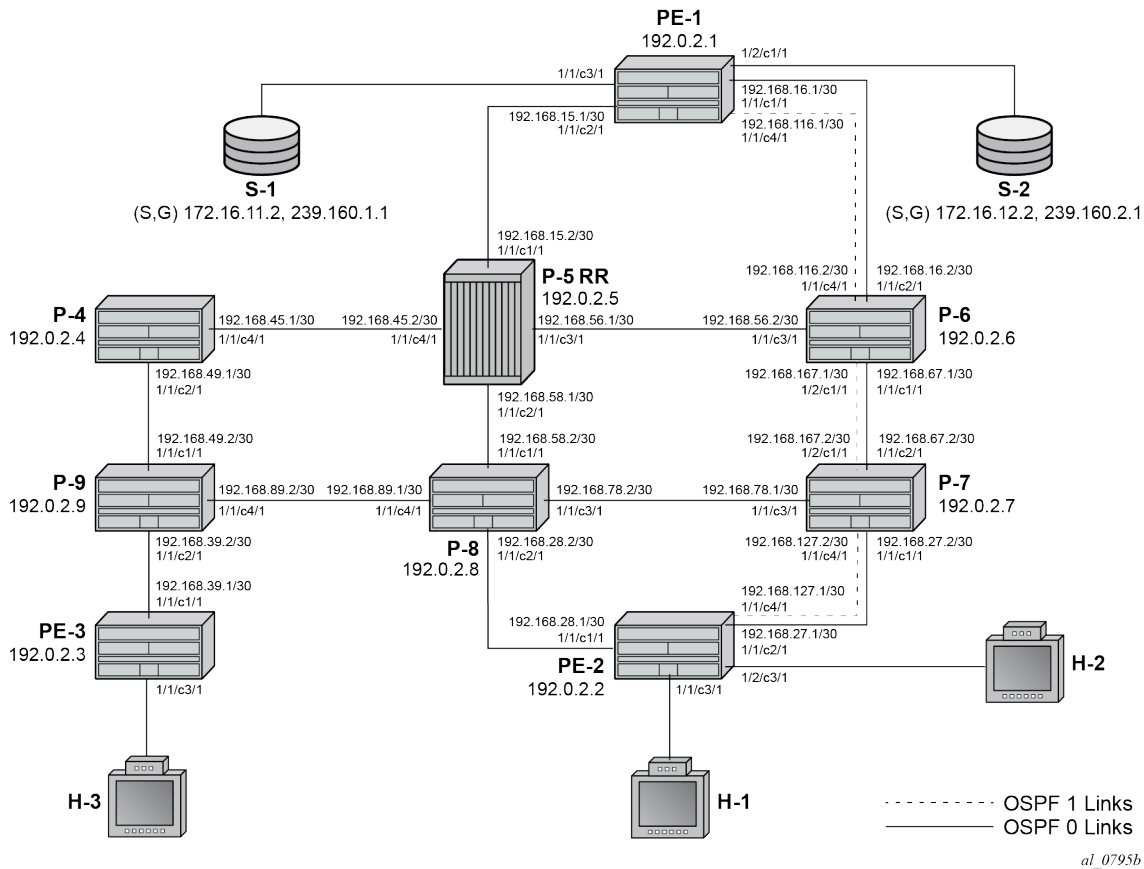 PE-1
192.0.2.1
1/2/c1/1
1/1/c3/1
192.168.16.1/30
1/1/c1/1
192.168.15.1/30
1/1/c2/1
192.168.116.1/30
1/1/c4/1
S-1
(S,G) 172.16.11.2, 239.160.1.1
S-2
(S,G) 172.16.12.2, 239.160.2.1
192.168.15.2/30
1/1/c1/1
P-5 RR
192.0.2.5
192.168.116.2/30
1/1/c4/1
192.168.16.2/30
1/1/c2/1
P-4
192.0.2.4
192.168.45.1/30
1/1/c4/1
192.168.45.2/30
1/1/c4/1
192.168.56.1/30
1/1/c3/1
192.168.56.2/30
1/1/c3/1
P-6
192.0.2.6
192.168.49.1/30
1/1/c2/1
192.168.58.1/30
1/1/c2/1
192.168.167.1/30
1/2/c1/1
192.168.67.1/30
1/1/c1/1
192.168.49.2/30
1/1/c1/1
192.168.58.2/30
1/1/c1/1
192.168.167.2/30
1/2/c1/1
192.168.67.2/30
1/1/c2/1
P-9
192.0.2.9
192.168.89.2/30
1/1/c4/1
192.168.89.1/30
1/1/c4/1
192.168.78.2/30
1/1/c3/1
192.168.78.1/30
1/1/c3/1
P-7
192.0.2.7
192.168.39.2/30
1/1/c2/1
P-8
192.0.2.8
192.168.28.2/30
1/1/c2/1
192.168.127.2/30
1/1/c4/1
192.168.27.2/30
1/1/c1/1
192.168.39.1/30
1/1/c1/1
192.168.127.1/30
1/1/c4/1
PE-3
192.0.2.3
192.168.28.1/30
1/1/c1/1
192.168.27.1/30
1/1/c2/1
PE-2
192.0.2.2
1/2/c3/1
H-2
1/1/c3/1
1/1/c3/1
H-3
H-1
OSPF 1 Links
OSPF 0 Links
al_0795b